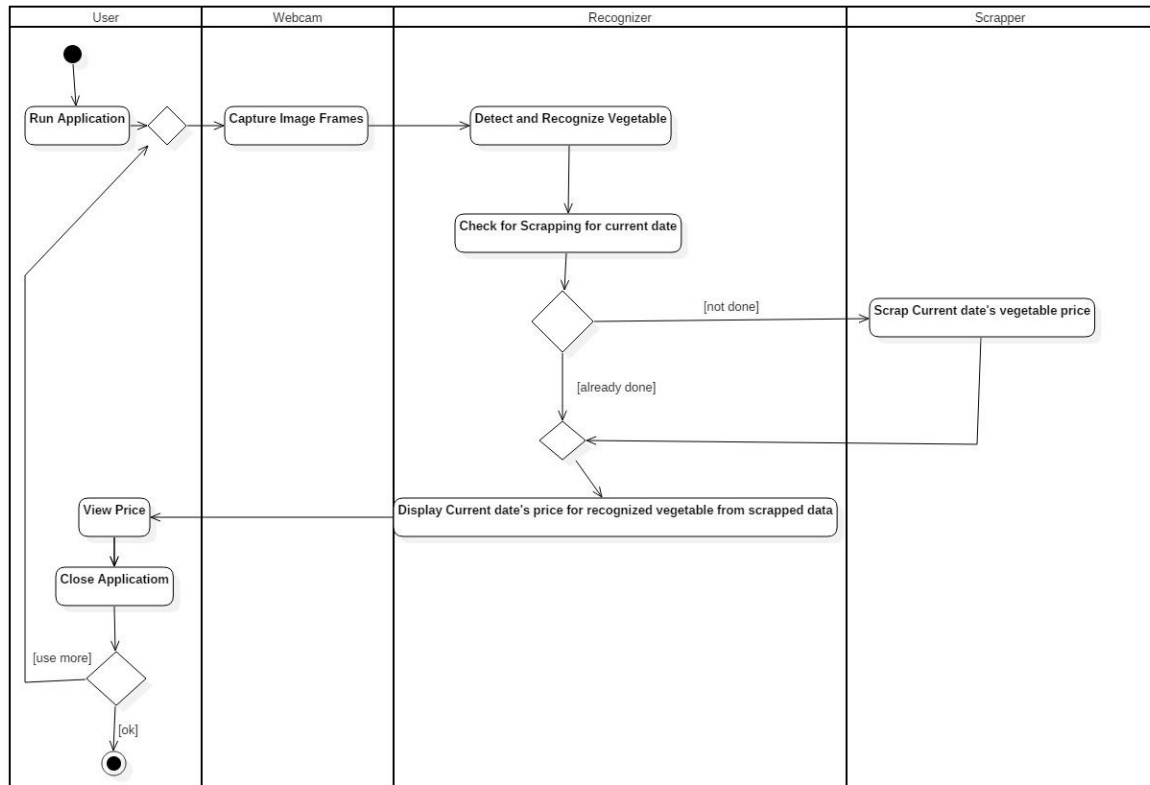 User
Webcam
Recognizer
Scrapper
Run Application
Capture Image Frames
Detect and Recognize Vegetable
Check for Scrapping for current date
[not done]
Scrap Current date's vegetable price
[already done]
View Price
Display Current date's price for recognized vegetable from scrapped data
Close Applicatiom
[use more]
[ok]